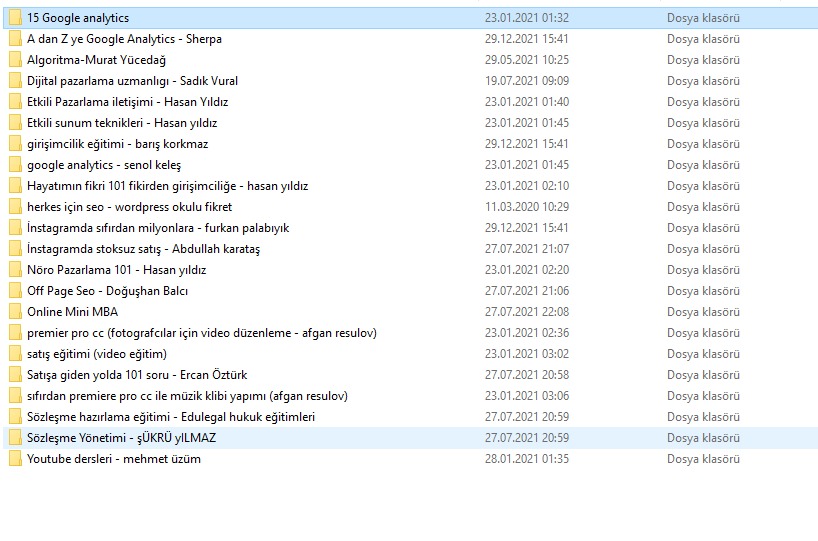 15 Google analytics 23.01.2021 01:32 Dosya klasörü
A dan Z ye Google Analytics - Sherpa 29.12.2021 15:41 Dosya klasörü
Algoritma-Murat Yücedağ 29.05.2021 10:25 Dosya klasörü
Dijital pazarlama uzmanlıgı - Sadık Vural 19.07.2021 09:09 Dosya klasörü
Etkili Pazarlama iletişimi - Hasan Yıldız 23.01.2021 01:40 Dosya klasörü
Etkili sunum teknikleri - Hasan yıldız 23.01.2021 01:45 Dosya klasörü
girişimcilik eğitimi - barış korkmaz 29.12.2021 15:41 Dosya klasörü
google analytics - senol keleş 23.01.2021 01:45 Dosya klasörü
Hayatımın fikri 101 fikirden girişimciliğe - hasan yıldız 23.01.2021 02:10 Dosya klasörü
herkes için seo - wordpress okulu fikret 11.03.2020 10:29 Dosya klasörü
İnstagramda sıfırdan milyonlara - furkan palabıyık 29.12.2021 15:41 Dosya klasörü
İnstagramda stoksuz satış - Abdullah karataş 27.07.2021 21:07 Dosya klasörü
Nöro Pazarlama 101 - Hasan yıldız 23.01.2021 02:20 Dosya klasörü
Off Page Seo - Doğuşhan Balcı 27.07.2021 21:06 Dosya klasörü
Online Mini MBA 27.07.2021 22:08 Dosya klasörü
premier pro cc (fotografcılar için video düzenleme - afgan resulov) 23.01.2021 02:36 Dosya klasörü
satış eğitimi (video eğitim) 23.01.2021 03:02 Dosya klasörü
Satışa giden yolda 101 soru - Ercan Öztürk 27.07.2021 20:58 Dosya klasörü
sıfırdan premiere pro cc ile müzik klibi yapımı (afgan resulov) 23.01.2021 03:06 Dosya klasörü
Sözleşme hazırlama eğitimi - Edulegal hukuk eğitimleri 27.07.2021 20:59 Dosya klasörü
Sözleşme Yönetimi - şÜKRÜ yILMAZ 27.07.2021 20:59 Dosya klasörü
Youtube dersleri - mehmet üzüm 28.01.2021 01:35 Dosya klasörü